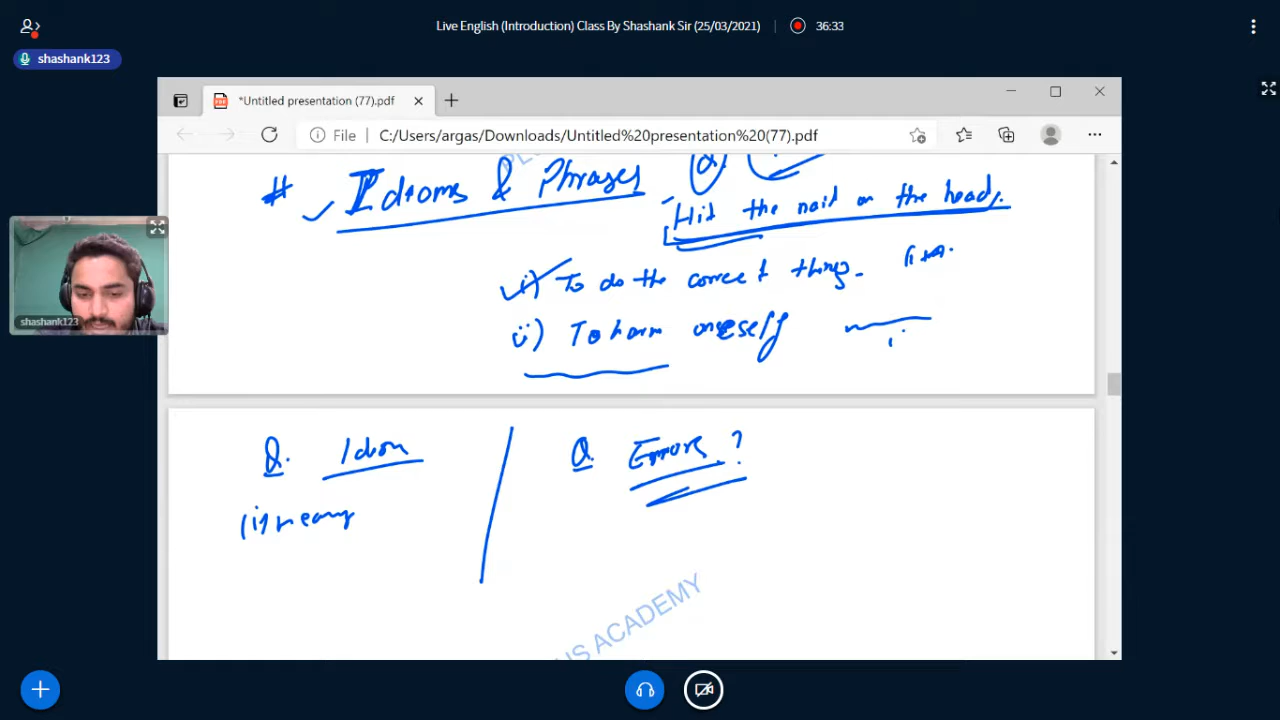 Live English (Introduction) Class By Shashank Sir (25/03/2021)
36:33
shashank123
*Untitled presentation (77).pdf
File
C:/Users/argas/Downloads/Untitled%20presentation%20(77).pdf
# Idioms & Phrases
Hit the nail on the head.
i) To do the correct thing.
ii) To harm oneself
shashank123
Q. Idiom
Q Errors ?
US ACADEMY